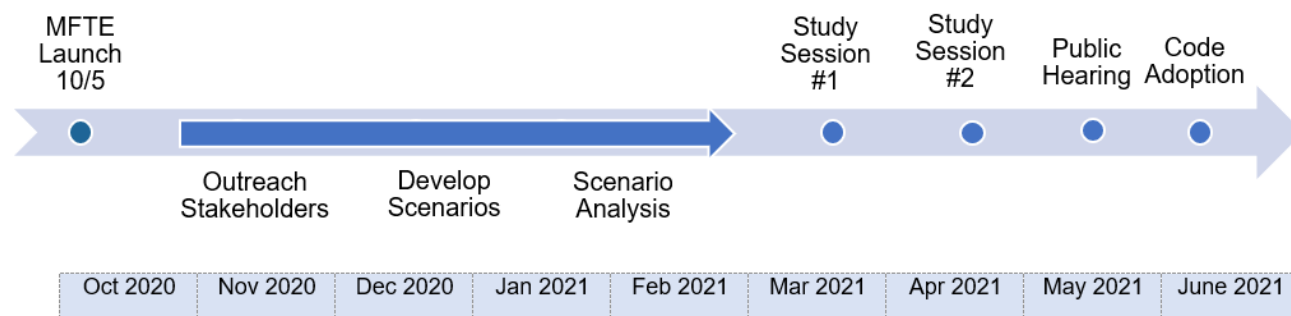 MFTE
Launch
10/5
Study
Session
#1
Study
Session
#2
Public
Hearing
Code
Adoption
Outreach
Stakeholders
Develop
Scenarios
Scenario
Analysis
Oct 2020
Nov 2020
Dec 2020
Jan 2021
Feb 2021
Mar 2021
Apr 2021
May 2021
June 2021